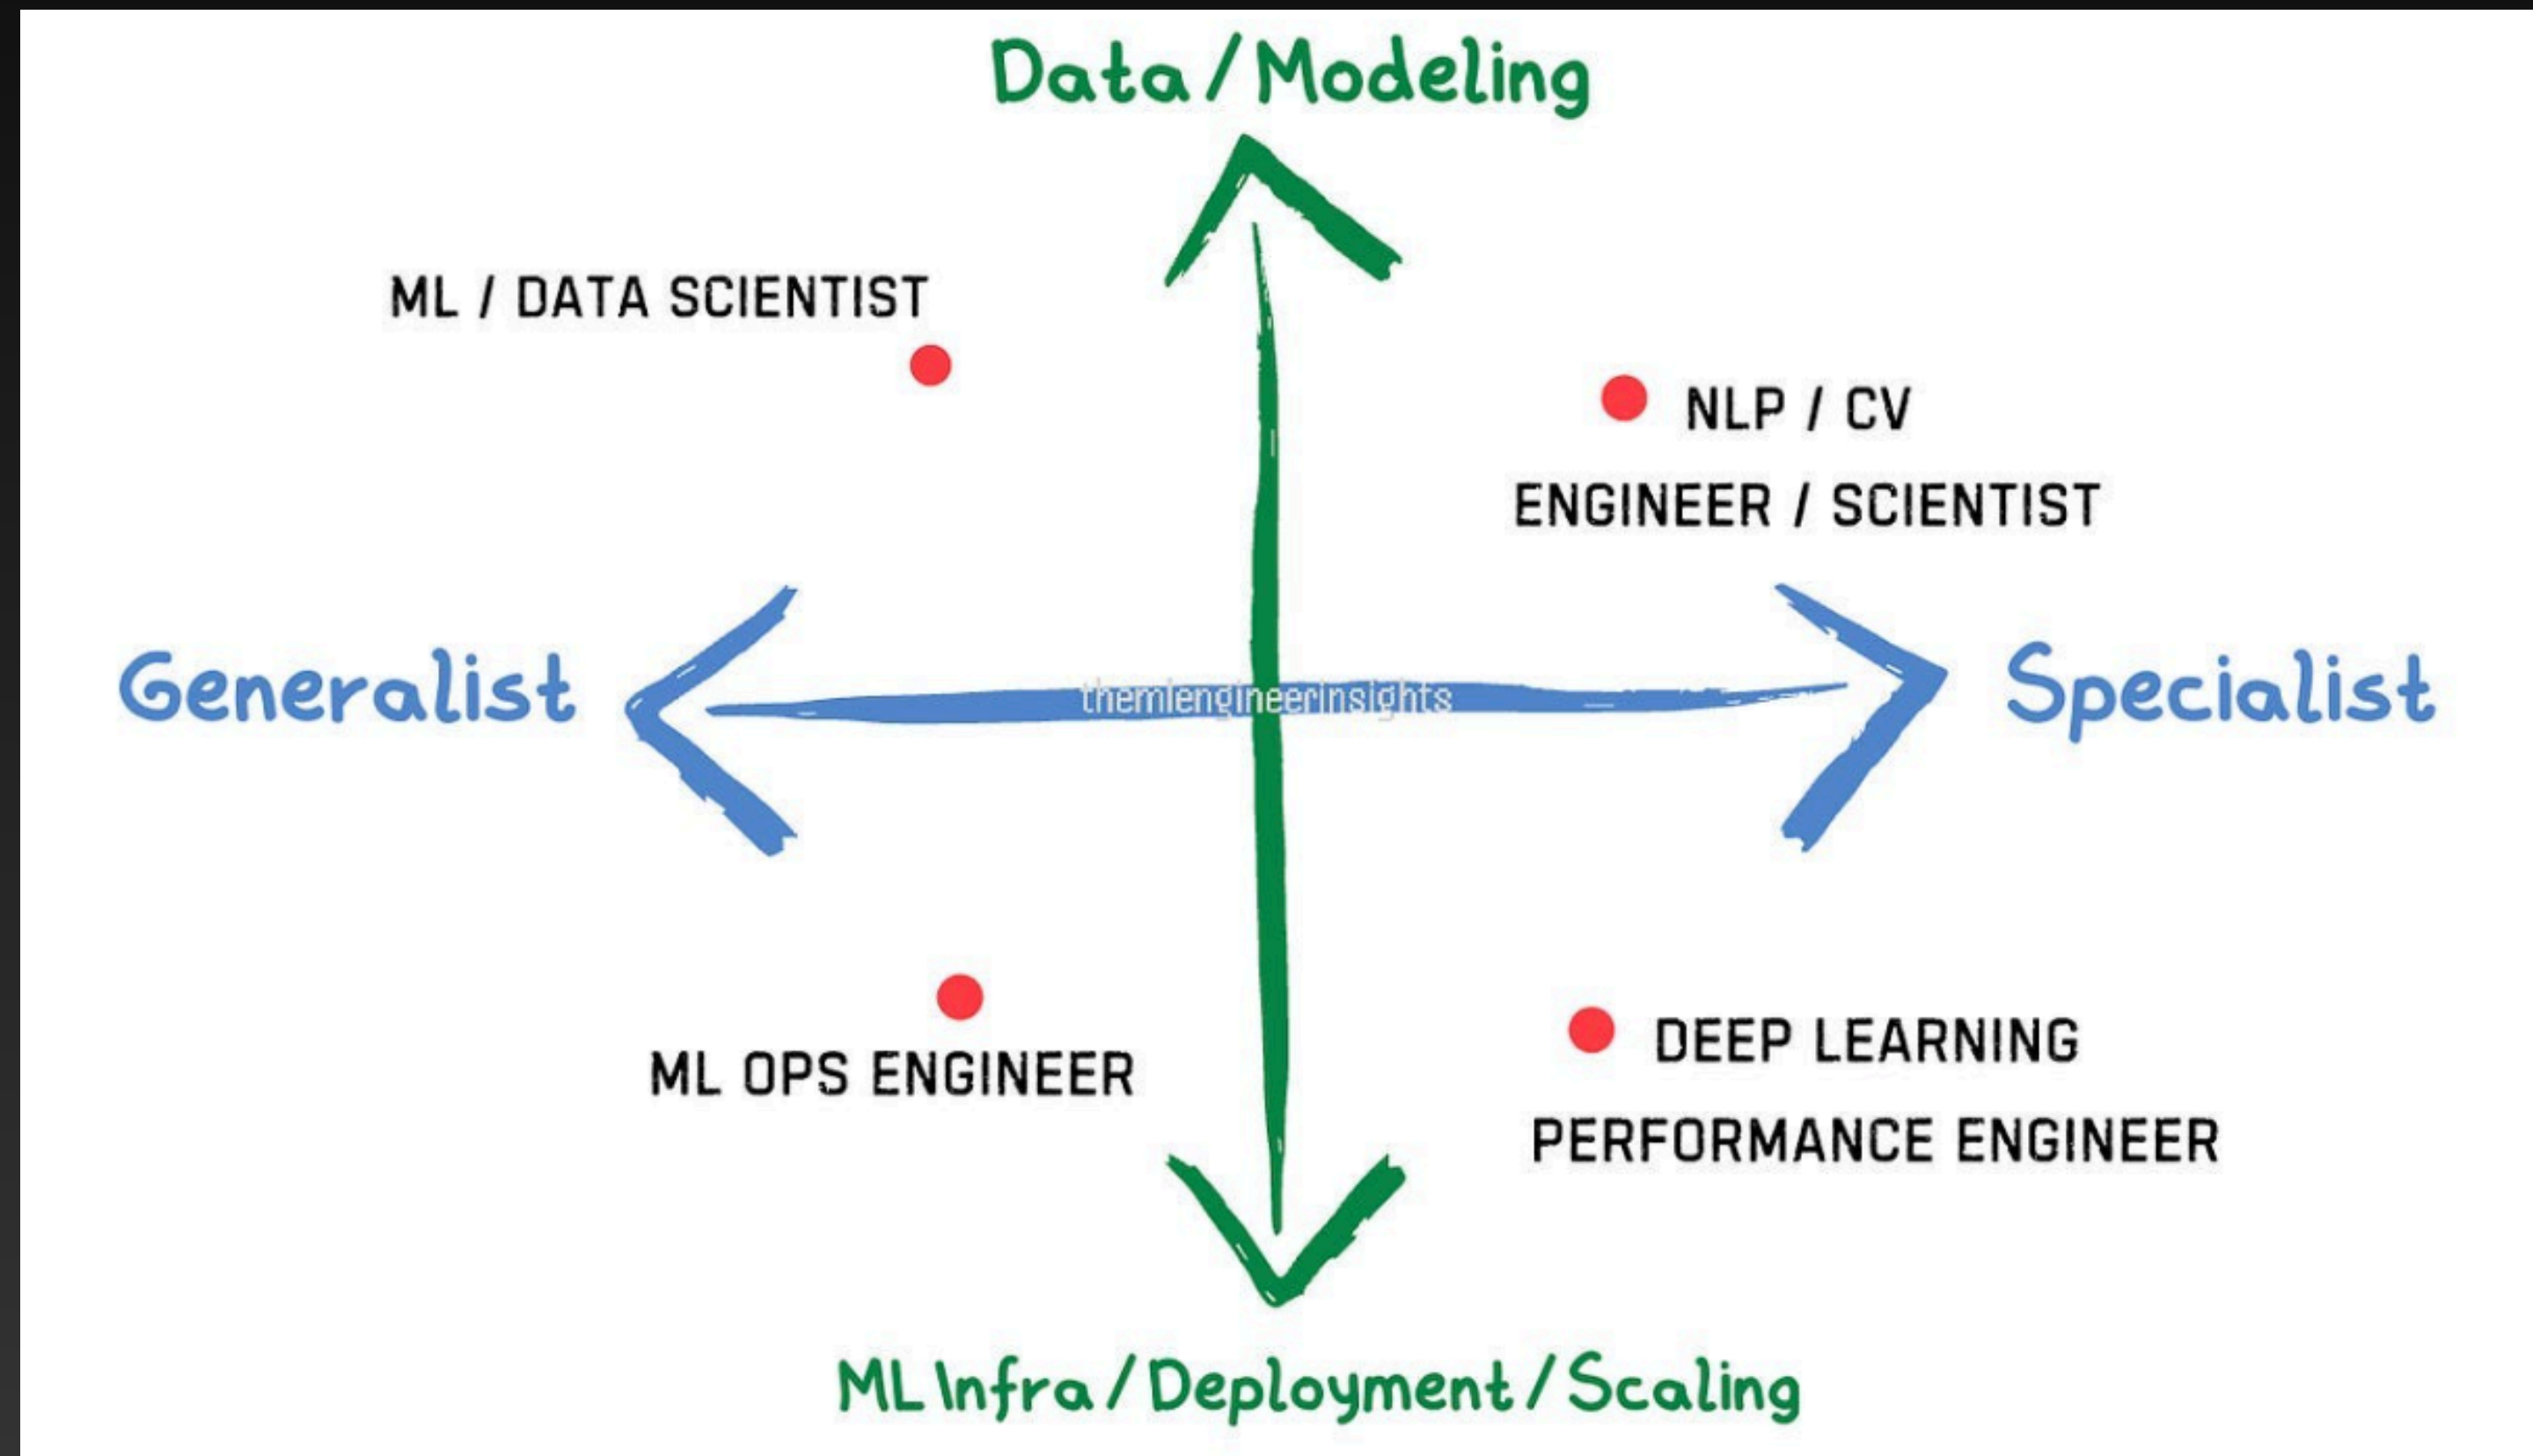 Data/Modeling
ML / DATA SCIENTIST
NLP / CV
ENGINEER / SCIENTIST
Generalist
themlengineerinsights
Specialist
ML OPS ENGINEER
DEEP LEARNING
PERFORMANCE ENGINEER
ML Infra/Deployment/Scaling